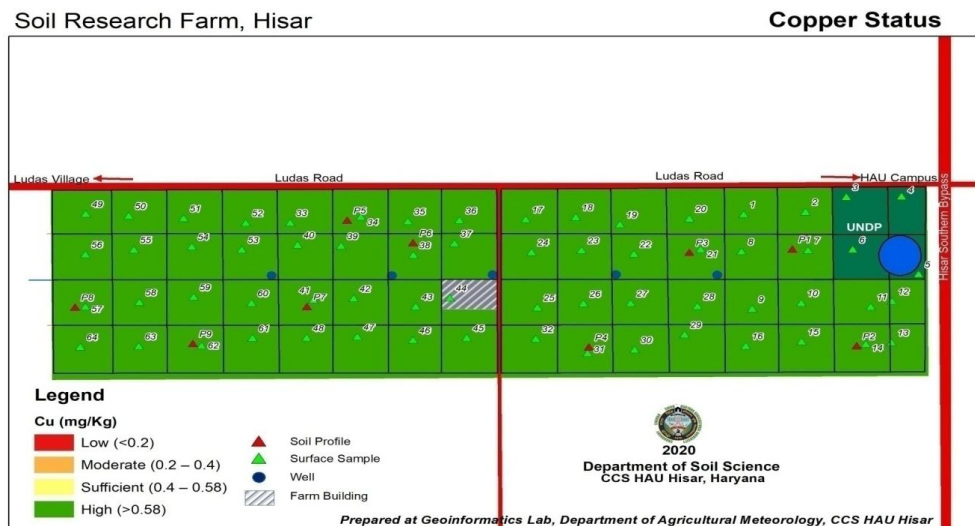 Soil Research Farm, Hisar
Copper Status
Ludas Village
Ludas Road
Ludas Road
HAU Campus
Hisar Southern Bypass
49 50 51 52 33 P5 34 35 36 17 18 19 20 1 2 3 4
UNDP
56 55 54 53 40 39 P6 38 37 24 23 22 P3 21 8 P1 7 6 5
P8 57 58 59 60 41 P7 42 43 44 25 26 27 28 9 10 11 12
64 63 P9 62 61 48 47 46 45 32 P4 31 30 29 16 15 P2 14 13
Legend
Cu (mg/Kg)
Low (<0.2)
Moderate (0.2 – 0.4)
Sufficient (0.4 – 0.58)
High (>0.58)
Soil Profile
Surface Sample
Well
Farm Building
2020
Department of Soil Science
CCS HAU Hisar, Haryana
Prepared at Geoinformatics Lab, Department of Agricultural Meteorology, CCS HAU Hisar